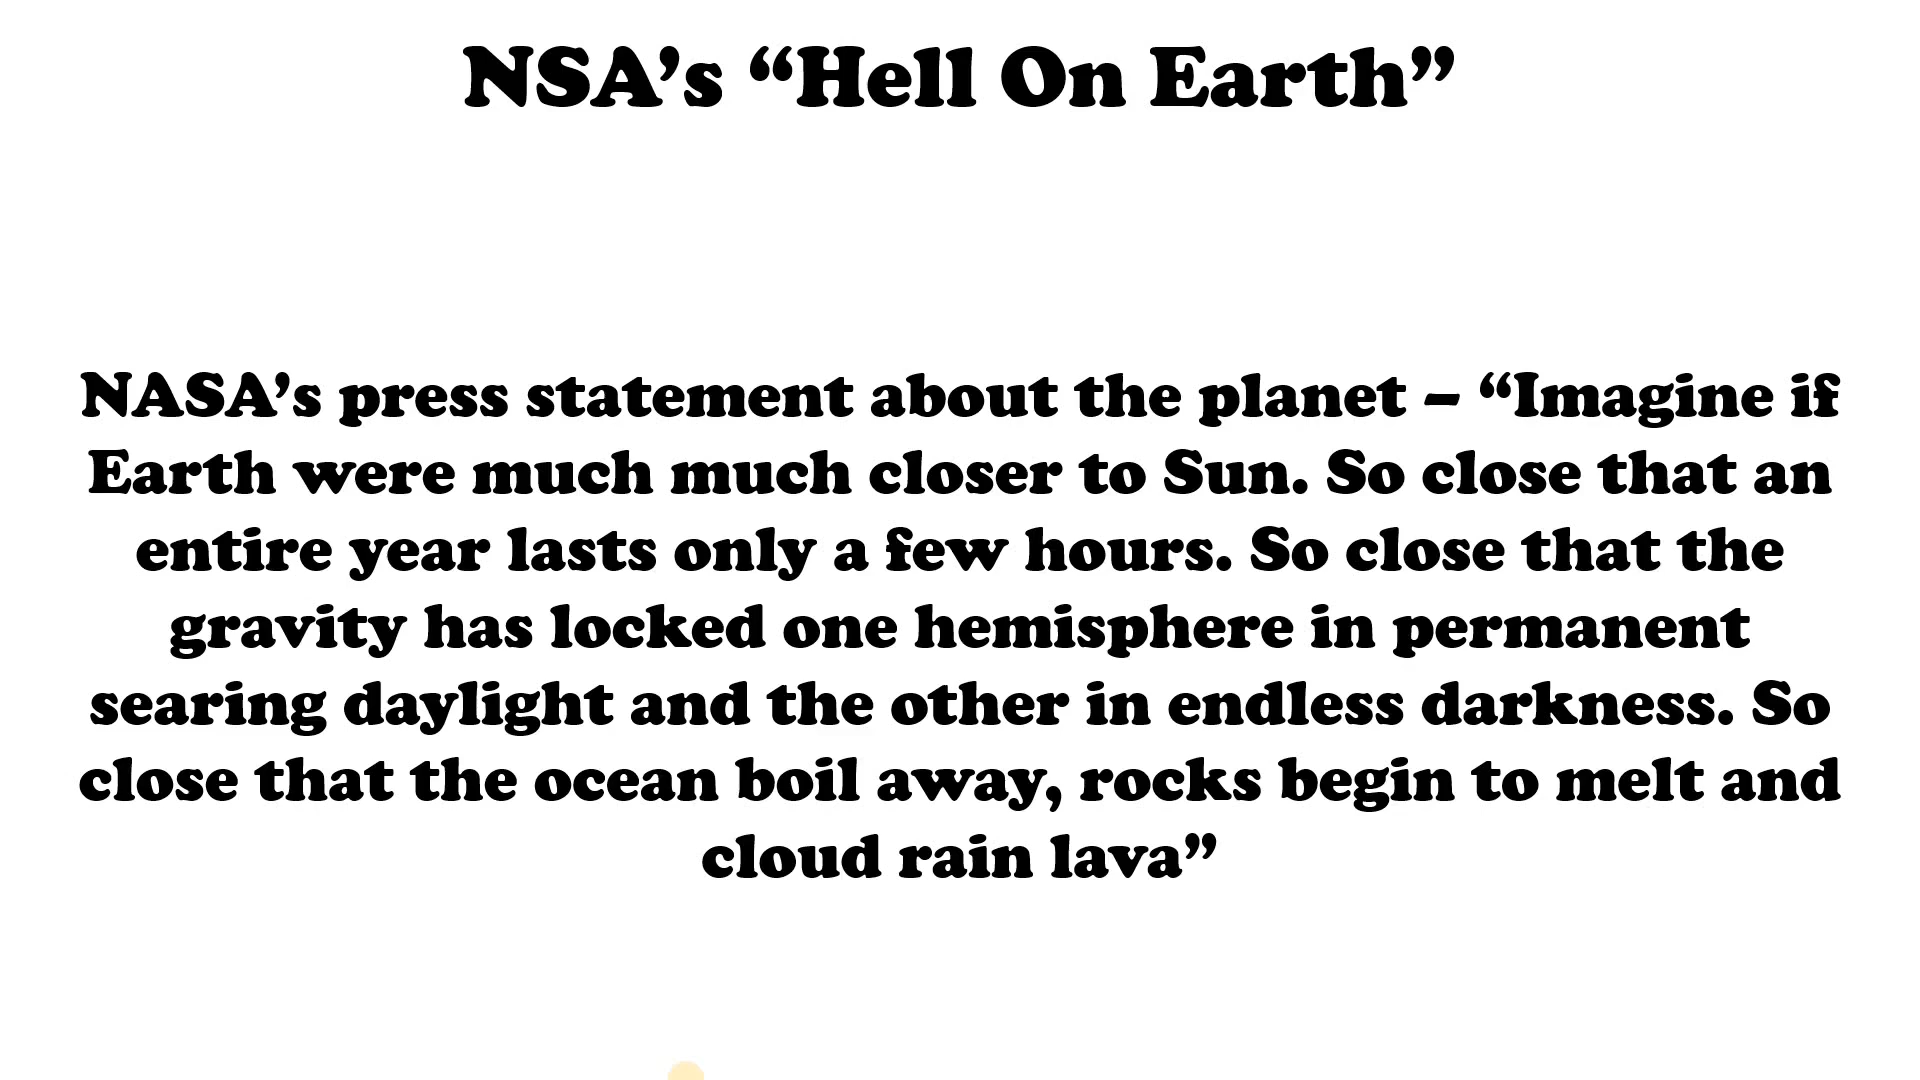 NSA’s “Hell On Earth”
NASA’s press statement about the planet – “Imagine if
Earth were much much closer to Sun. So close that an
entire year lasts only a few hours. So close that the
gravity has locked one hemisphere in permanent
searing daylight and the other in endless darkness. So
close that the ocean boil away, rocks begin to melt and
cloud rain lava”